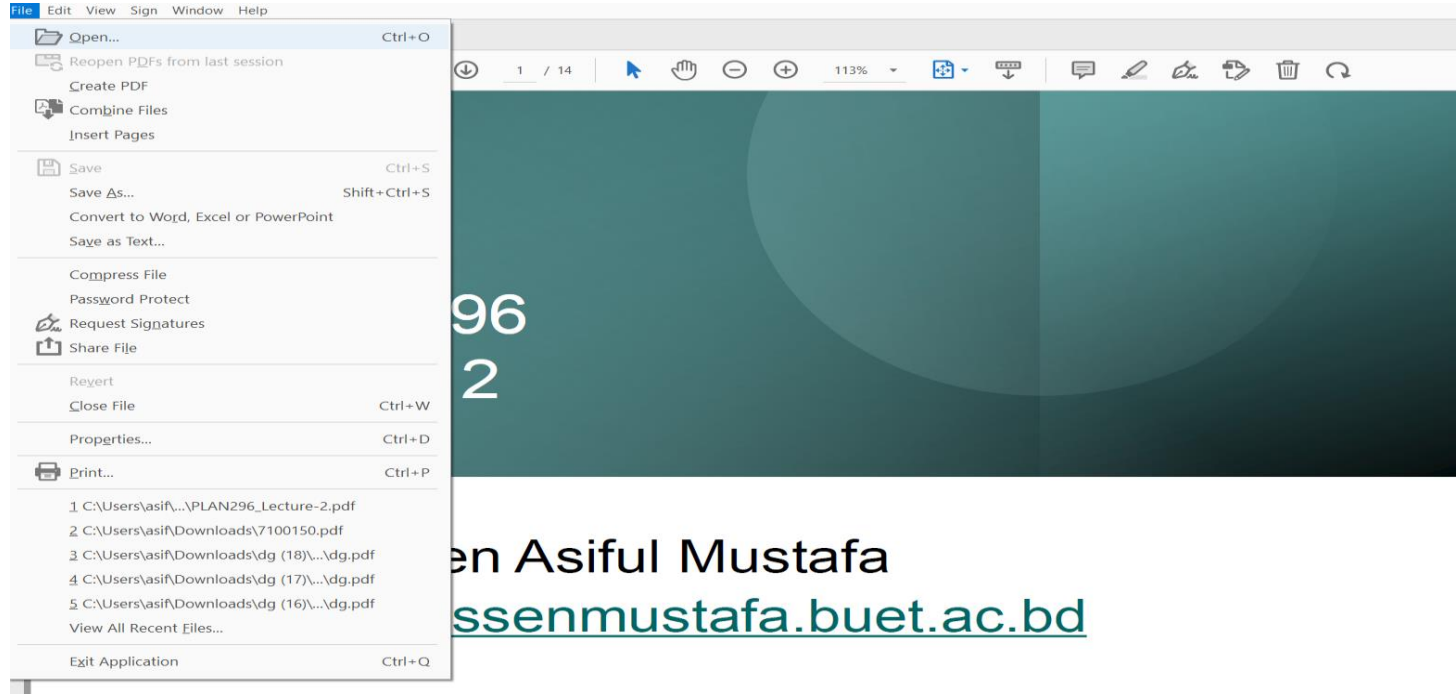 File Edit View Sign Window Help
Open... Ctrl+O
Reopen PDFs from last session
Create PDF
Combine Files
Insert Pages
Save Ctrl+S
Save As... Shift+Ctrl+S
Convert to Word, Excel or PowerPoint
Save as Text...
Compress File
Password Protect
Request Signatures
Share File
Revert
Close File Ctrl+W
Properties... Ctrl+D
Print... Ctrl+P
1 C:\Users\asif\...\PLAN296_Lecture-2.pdf
2 C:\Users\asif\Downloads\7100150.pdf
3 C:\Users\asif\Downloads\dg (18)\...\dg.pdf
4 C:\Users\asif\Downloads\dg (17)\...\dg.pdf
5 C:\Users\asif\Downloads\dg (16)\...\dg.pdf
View All Recent Files...
Exit Application Ctrl+Q
1 / 14 113%
96
2
en Asiful Mustafa
ssenmustafa.buet.ac.bd